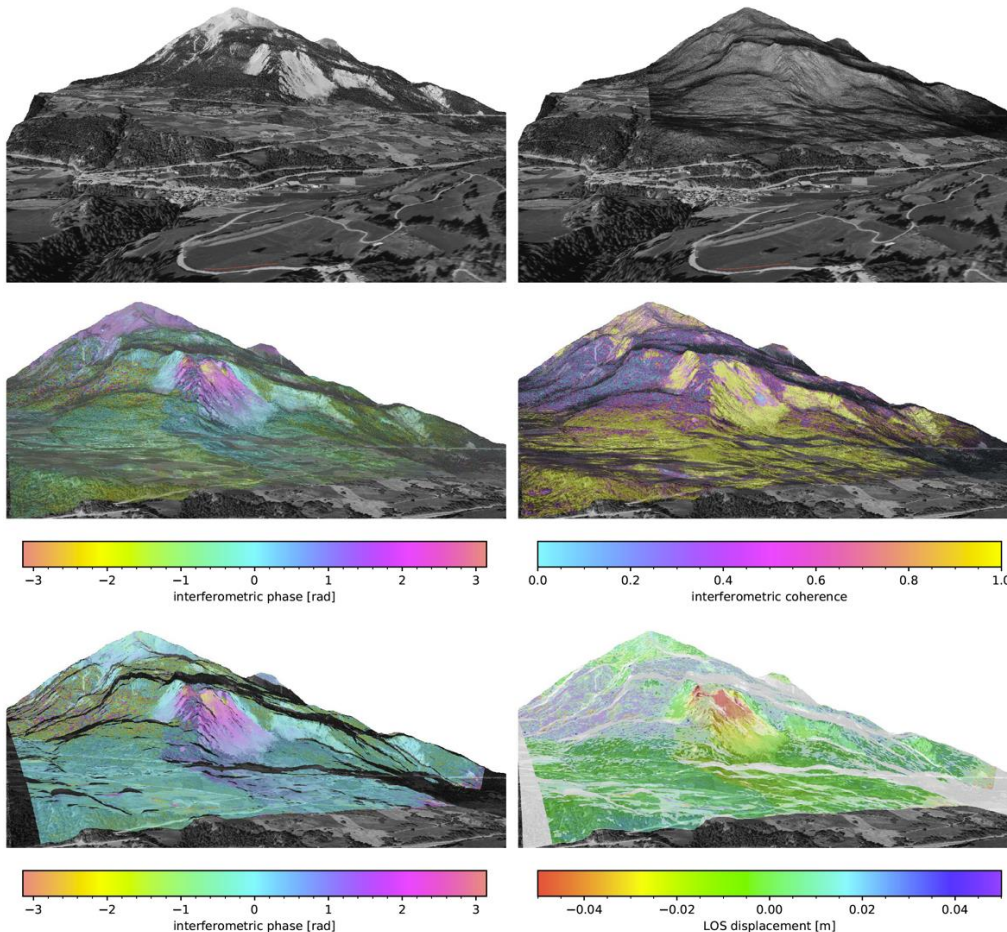 −3 −2 −1 0 1 2 3
interferometric phase [rad]
0.0 0.2 0.4 0.6 0.8 1.0
interferometric coherence
−3 −2 −1 0 1 2 3
interferometric phase [rad]
−0.04 −0.02 0.00 0.02 0.04
LOS displacement [m]